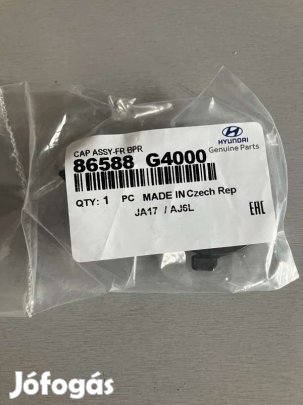 CAP ASSY-FR BPR
86588 G4000
HYUNDAI
Genuine Parts
QTY: 1 PC MADE IN Czech Rep
JA17 / AJ6L
EAC
Jófogás